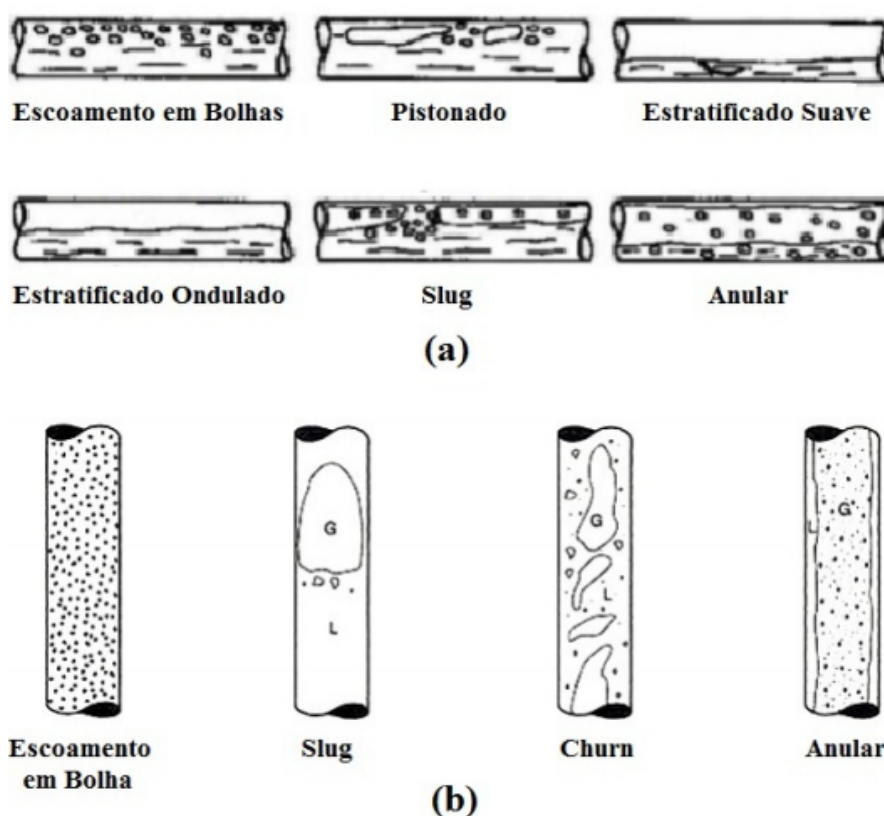 Escoamento em Bolhas
Pistonado
Estratificado Suave
Estratificado Ondulado
Slug
Anular
(a)
G
L
G
L
L
G
Escoamento
em Bolha
Slug
Churn
Anular
(b)